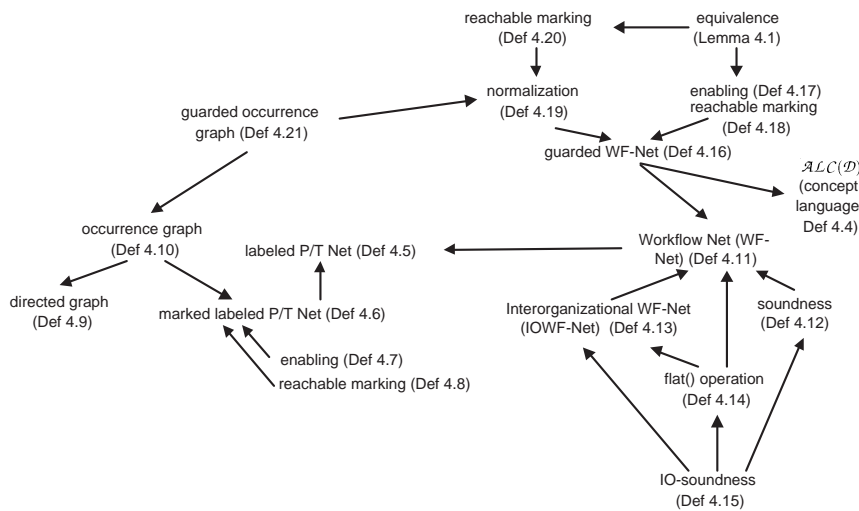 reachable marking
(Def 4.20)
equivalence
(Lemma 4.1)
normalization
(Def 4.19)
enabling (Def 4.17)
reachable marking
(Def 4.18)
guarded occurrence
graph (Def 4.21)
guarded WF-Net (Def 4.16)
ALC(D)
(concept
language
Def 4.4)
occurrence graph
(Def 4.10)
labeled P/T Net (Def 4.5)
Workflow Net (WF-
Net) (Def 4.11)
directed graph
(Def 4.9)
marked labeled P/T Net (Def 4.6)
Interorganizational WF-Net
(IOWF-Net) (Def 4.13)
soundness
(Def 4.12)
enabling (Def 4.7)
reachable marking (Def 4.8)
flat() operation
(Def 4.14)
IO-soundness
(Def 4.15)